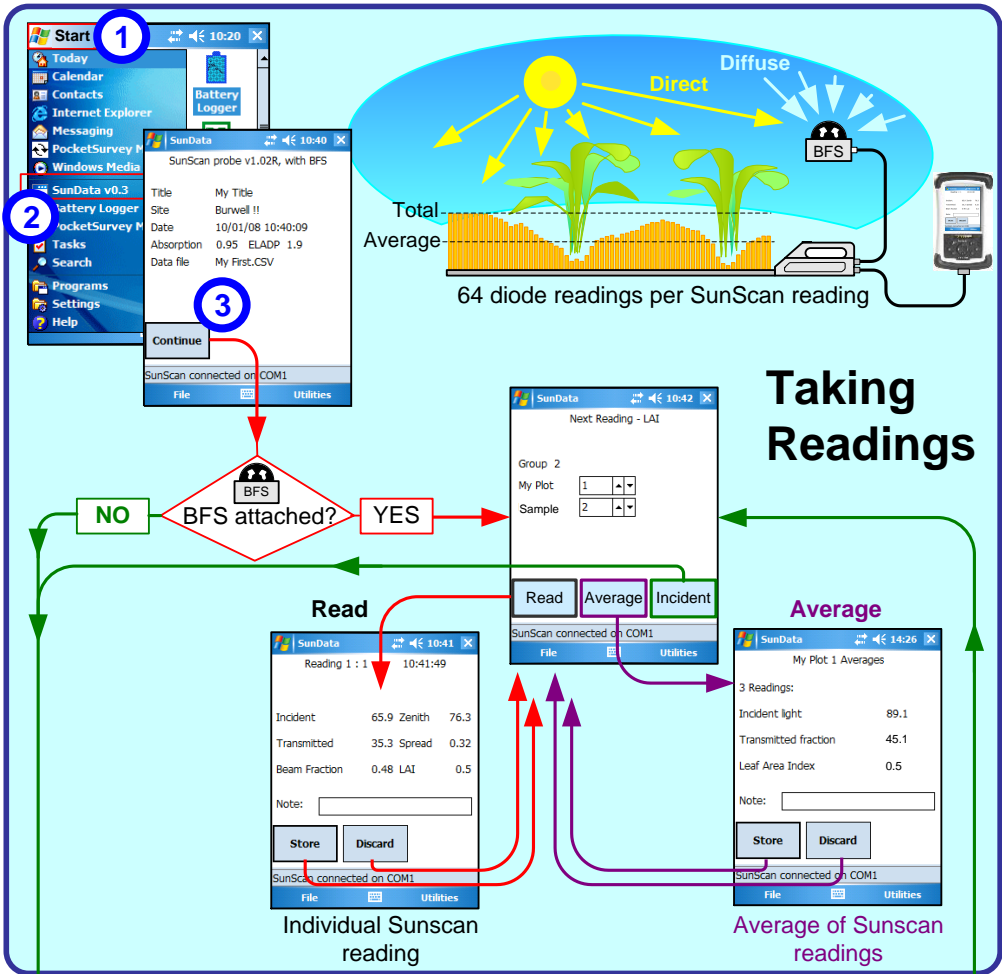 Start
1
10:20
Today
Calendar
Contacts
Internet Explorer
Messaging
PocketSurvey M
Windows Media
SunData v0.3
2
Battery Logger
PocketSurvey M
Tasks
Search
Programs
Settings
Help
Battery
Logger
SunData
10:40
SunScan probe v1.02R, with BFS
Title My Title
Site Burwell !!
Date 10/01/08 10:40:09
Absorption 0.95 ELADP 1.9
Data file My First.CSV
3
Continue
SunScan connected on COM1
File Utilities
Diffuse
Direct
BFS
Total
Average
64 diode readings per SunScan reading
Taking
Readings
BFS
BFS attached?
NO
YES
SunData 10:42
Next Reading - LAI
Group 2
My Plot 1
Sample 2
Read Average Incident
SunScan connected on COM1
File Utilities
Read
SunData 10:41
Reading 1 : 1 10:41:49
Incident 65.9 Zenith 76.3
Transmitted 35.3 Spread 0.32
Beam Fraction 0.48 LAI 0.5
Note:
Store Discard
SunScan connected on COM1
File Utilities
Individual Sunscan
reading
Average
SunData 14:26
My Plot 1 Averages
3 Readings:
Incident light 89.1
Transmitted fraction 45.1
Leaf Area Index 0.5
Note:
Store Discard
SunScan connected on COM1
File Utilities
Average of Sunscan
readings